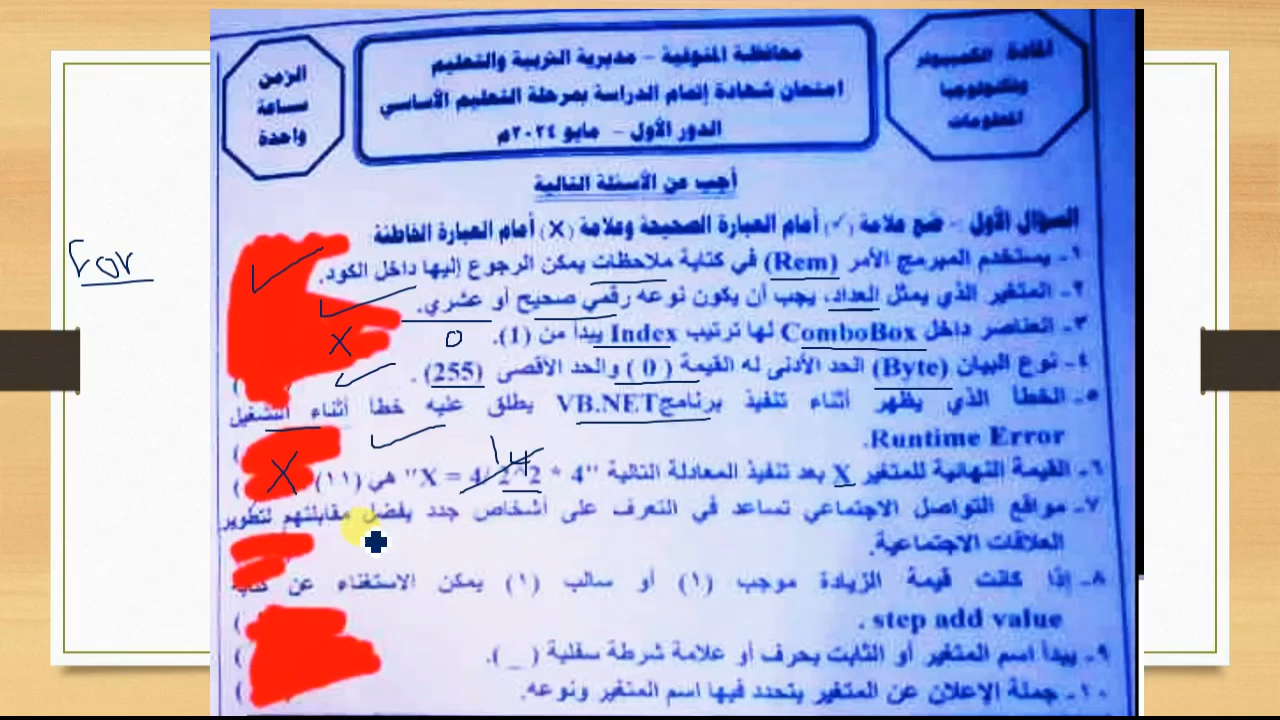 المادة الكمبيوتر
وتكنولوجيا
المعلومات
محافظة المنوفية – مديرية التربية والتعليم
امتحان شهادة إتمام الدراسة بمرحلة التعليم الأساسي
الدور الأول – مايو ٢٠٢٤م
الزمن
ساعة
واحدة
أجب عن الأسئلة التالية
السؤال الأول :- ضع علامة (✓) أمام العبارة الصحيحة وعلامة (X) أمام العبارة الخاطئة
١- يستخدم المبرمج الأمر (Rem) في كتابة ملاحظات يمكن الرجوع إليها داخل الكود. ✓
٢- المتغير الذي يمثل العداد، يجب أن يكون نوعه رقمي صحيح أو عشري. ✓
For
٣- العناصر داخل ComboBox لها ترتيب Index يبدأ من (1). 0 X
٤- نوع البيان (Byte) الحد الأدنى له القيمة ( 0 ) والحد الأقصى (255) . ✓ (
٥- الخطأ الذي يظهر أثناء تنفيذ برنامج VB.NET يطلق عليه خطأ أثناء التشغيل
Runtime Error. ✓ (
٦- القيمة النهائية للمتغير X بعد تنفيذ المعادلة التالية "X = 4/ 2^2 * 4" هي (١١) ( X
٧- مواقع التواصل الاجتماعي تساعد في التعرف على أشخاص جدد يفضل مقابلتهم لتطوير
العلاقات الاجتماعية.
٨- إذا كانت قيمة الزيادة موجب (١) أو سالب (١) يمكن الاستغناء عن كتابة
step add value . (
٩- يبدأ اسم المتغير أو الثابت بحرف أو علامة شرطة سفلية ( _ ). (
١٠- جملة الإعلان عن المتغير يتحدد فيها اسم المتغير ونوعه. (